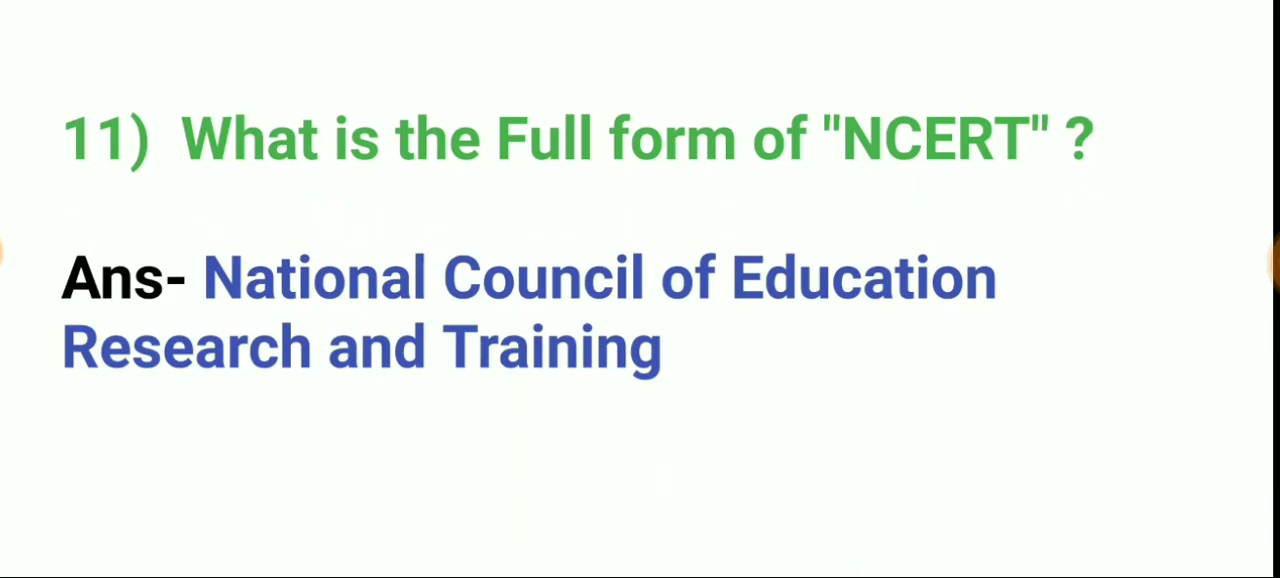 11) What is the Full form of "NCERT" ?
Ans- National Council of Education
Research and Training